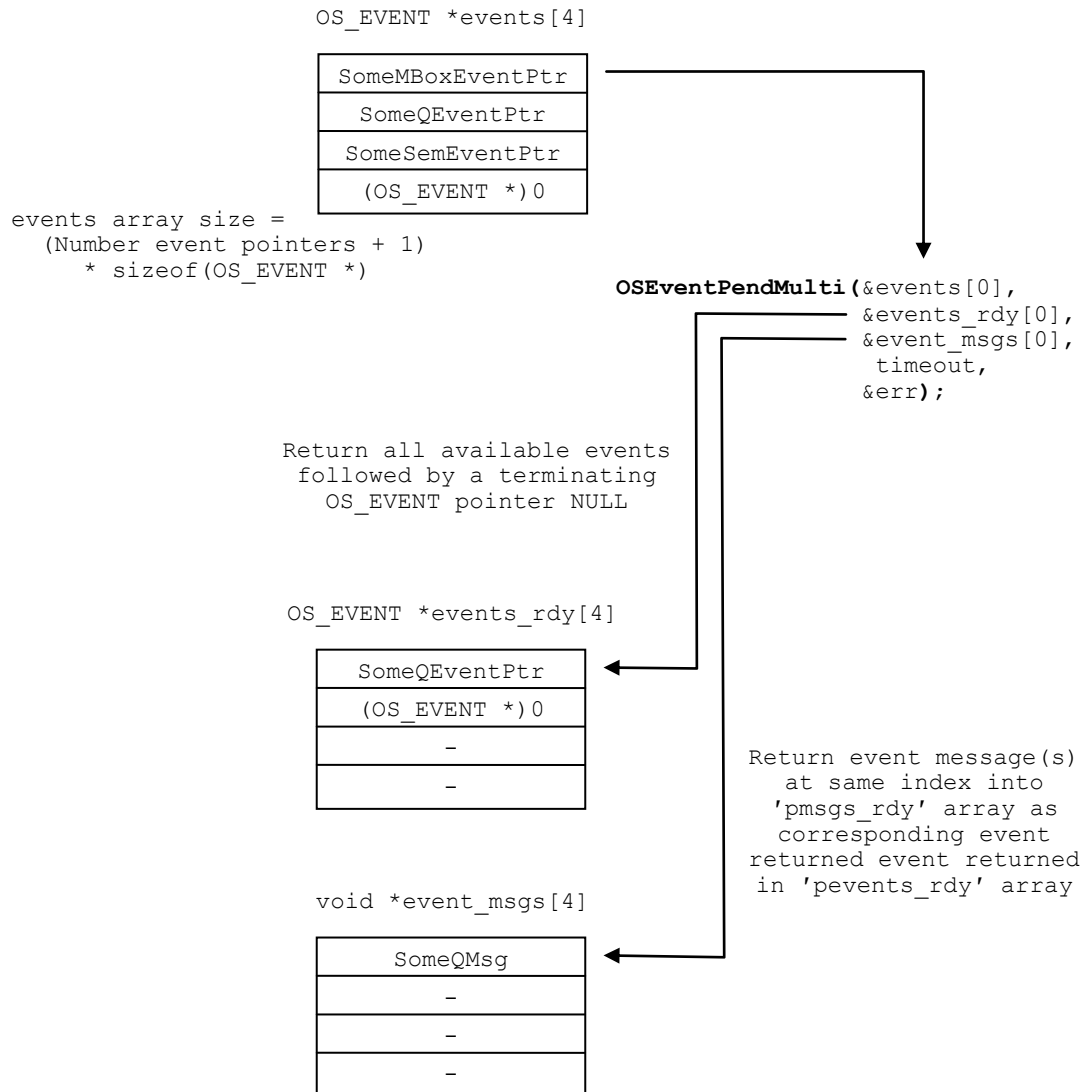 OS_EVENT *events[4]
SomeMBoxEventPtr
SomeQEventPtr
SomeSemEventPtr
(OS_EVENT *)0
events array size =
(Number event pointers + 1)
* sizeof(OS_EVENT *)
OSEventPendMulti(&events[0],
&events_rdy[0],
&event_msgs[0],
timeout,
&err);
Return all available events
followed by a terminating
OS_EVENT pointer NULL
OS_EVENT *events_rdy[4]
SomeQEventPtr
(OS_EVENT *)0
-
-
Return event message(s)
at same index into
'pmsgs_rdy' array as
corresponding event
returned event returned
in 'pevents_rdy' array
void *event_msgs[4]
SomeQMsg
-
-
-